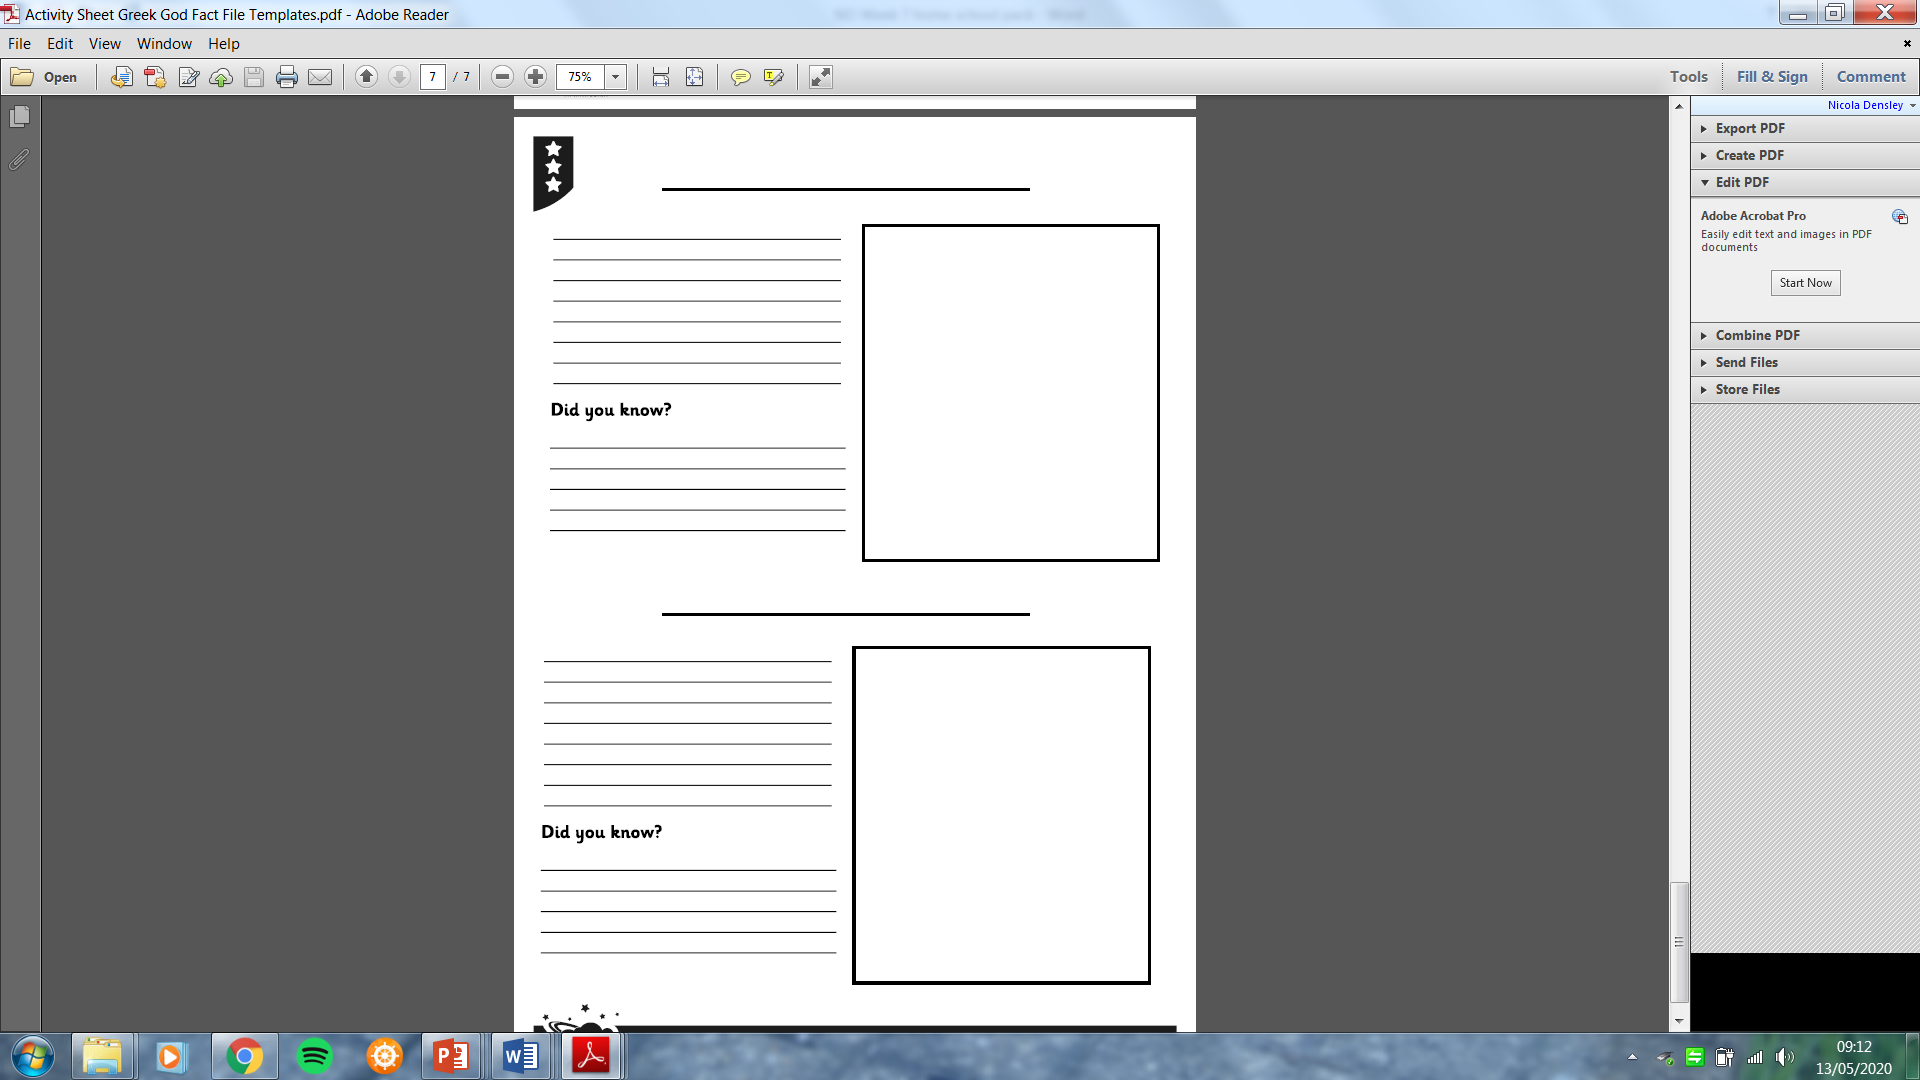 Activity Sheet Greek God Fact File Templates.pdf - Adobe Reader
File Edit View Window Help
Open 7 / 7 75% Tools Fill & Sign Comment
Nicola Densley
Export PDF
Create PDF
Edit PDF
Adobe Acrobat Pro
Easily edit text and images in PDF
documents
Start Now
Combine PDF
Send Files
Store Files
Did you know?
Did you know?
09:12
13/05/2020